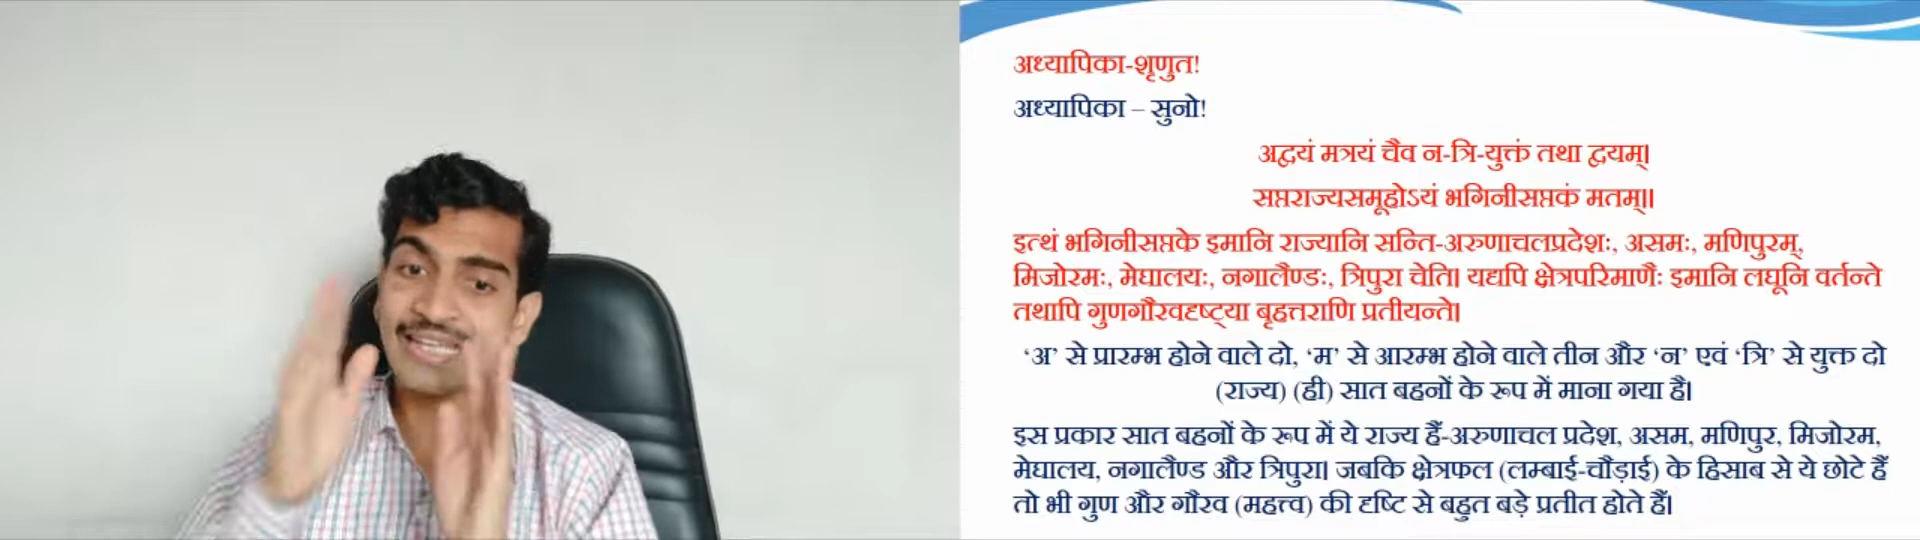 अध्यापिका-शृणुत!
अध्यापिका – सुनो!
अद्वयं मत्रयं चैव न-त्रि-युक्तं तथा द्वयम्।
सप्तराज्यसमूहोऽयं भगिनीसप्तकं मतम्॥
इत्थं भगिनीसप्तके इमानि राज्यानि सन्ति-अरुणाचलप्रदेशः, असमः, मणिपुरम्,
मिजोरमः, मेघालयः, नगालैण्डः, त्रिपुरा चेति। यद्यपि क्षेत्रपरिमाणैः इमानि लघूनि वर्तन्ते
तथापि गुणगौरवदृष्ट्या बृहत्तराणि प्रतीयन्ते।
‘अ’ से प्रारम्भ होने वाले दो, ‘म’ से आरम्भ होने वाले तीन और ‘न’ एवं ‘त्रि’ से युक्त दो
(राज्य) (ही) सात बहनों के रूप में माना गया है।
इस प्रकार सात बहनों के रूप में ये राज्य हैं-अरुणाचल प्रदेश, असम, मणिपुर, मिजोरम,
मेघालय, नगालैण्ड और त्रिपुरा। जबकि क्षेत्रफल (लम्बाई-चौड़ाई) के हिसाब से ये छोटे हैं
तो भी गुण और गौरव (महत्त्व) की दृष्टि से बहुत बड़े प्रतीत होते हैं।